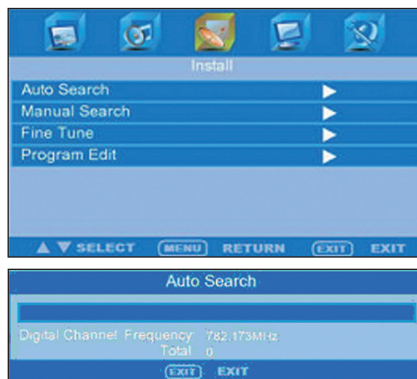 Install
Auto Search
Manual Search
Fine Tune
Program Edit
SELECT MENU RETURN EXIT EXIT
Auto Search
Digital Channel Frequency 782.173MHz
Total 0
EXIT EXIT